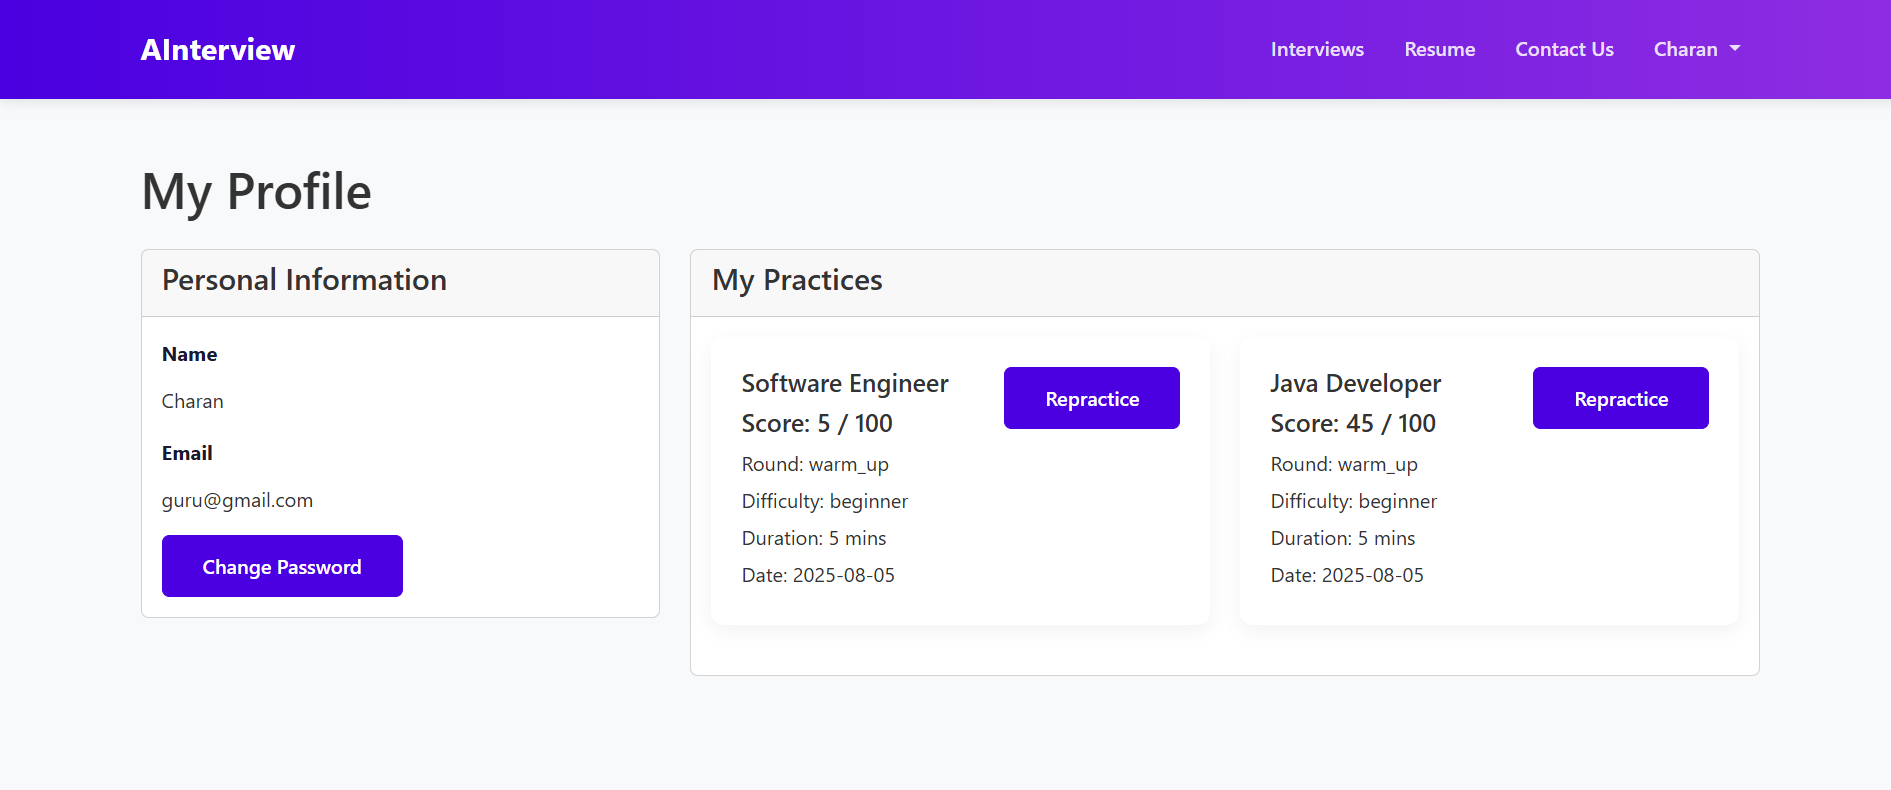 AInterview
Interviews Resume Contact Us Charan
My Profile
Personal Information
Name
Charan
Email
guru@gmail.com
Change Password
My Practices
Software Engineer
Score: 5 / 100
Repractice
Round: warm_up
Difficulty: beginner
Duration: 5 mins
Date: 2025-08-05
Java Developer
Score: 45 / 100
Repractice
Round: warm_up
Difficulty: beginner
Duration: 5 mins
Date: 2025-08-05